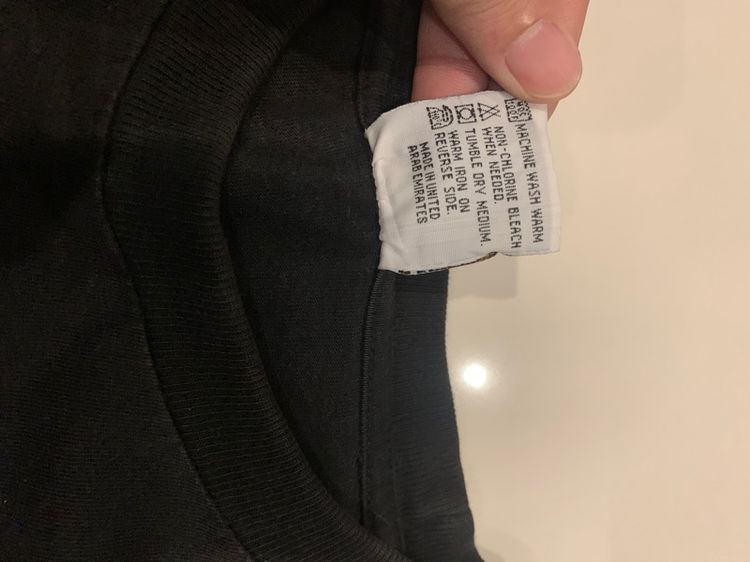 MACHINE WASH WARM
NON-CHLORINE BLEACH
WHEN NEEDED.
TUMBLE DRY MEDIUM.
WARM IRON ON
REVERSE SIDE.
MADE IN UNITED
ARAB EMIRATES